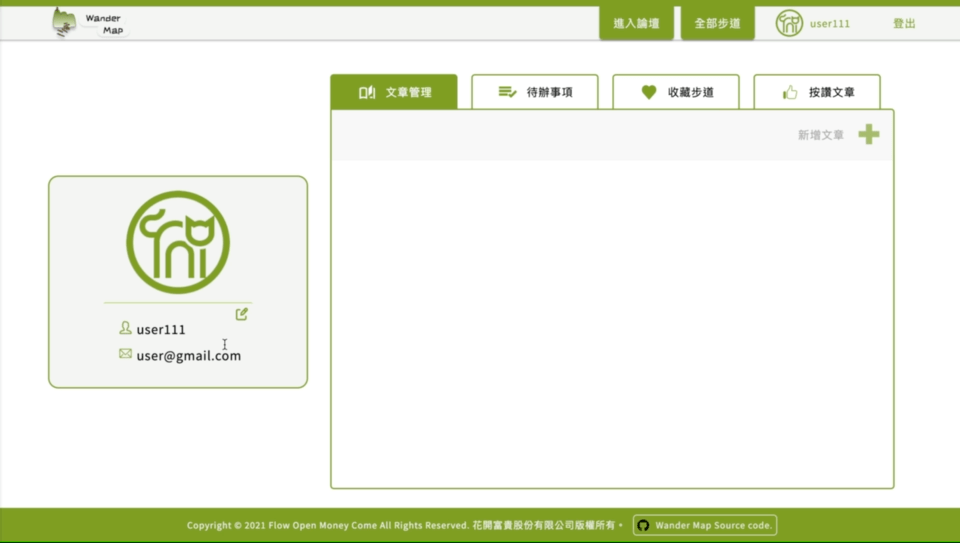 Wander
Map
進入論壇
全部步道
user111
登出
文章管理
待辦事項
收藏步道
按讚文章
新增文章
user111
user@gmail.com
Copyright © 2021 Flow Open Money Come All Rights Reserved. 花開富貴股份有限公司版權所有。
Wander Map Source code.